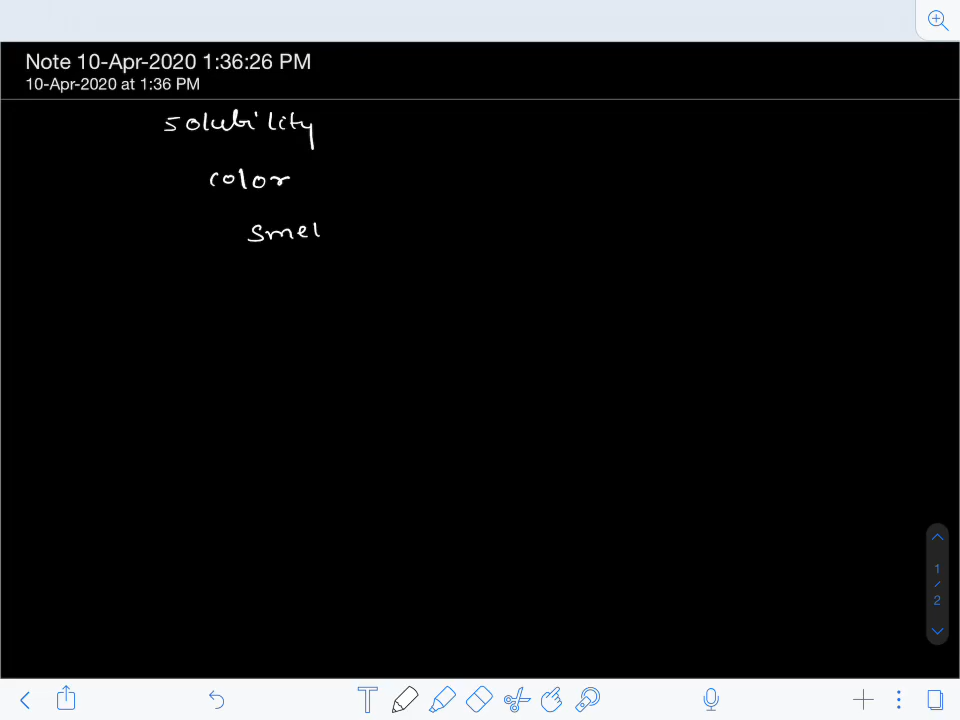 Note 10-Apr-2020 1:36:26 PM
10-Apr-2020 at 1:36 PM
solubility
color
smel
1
/
2